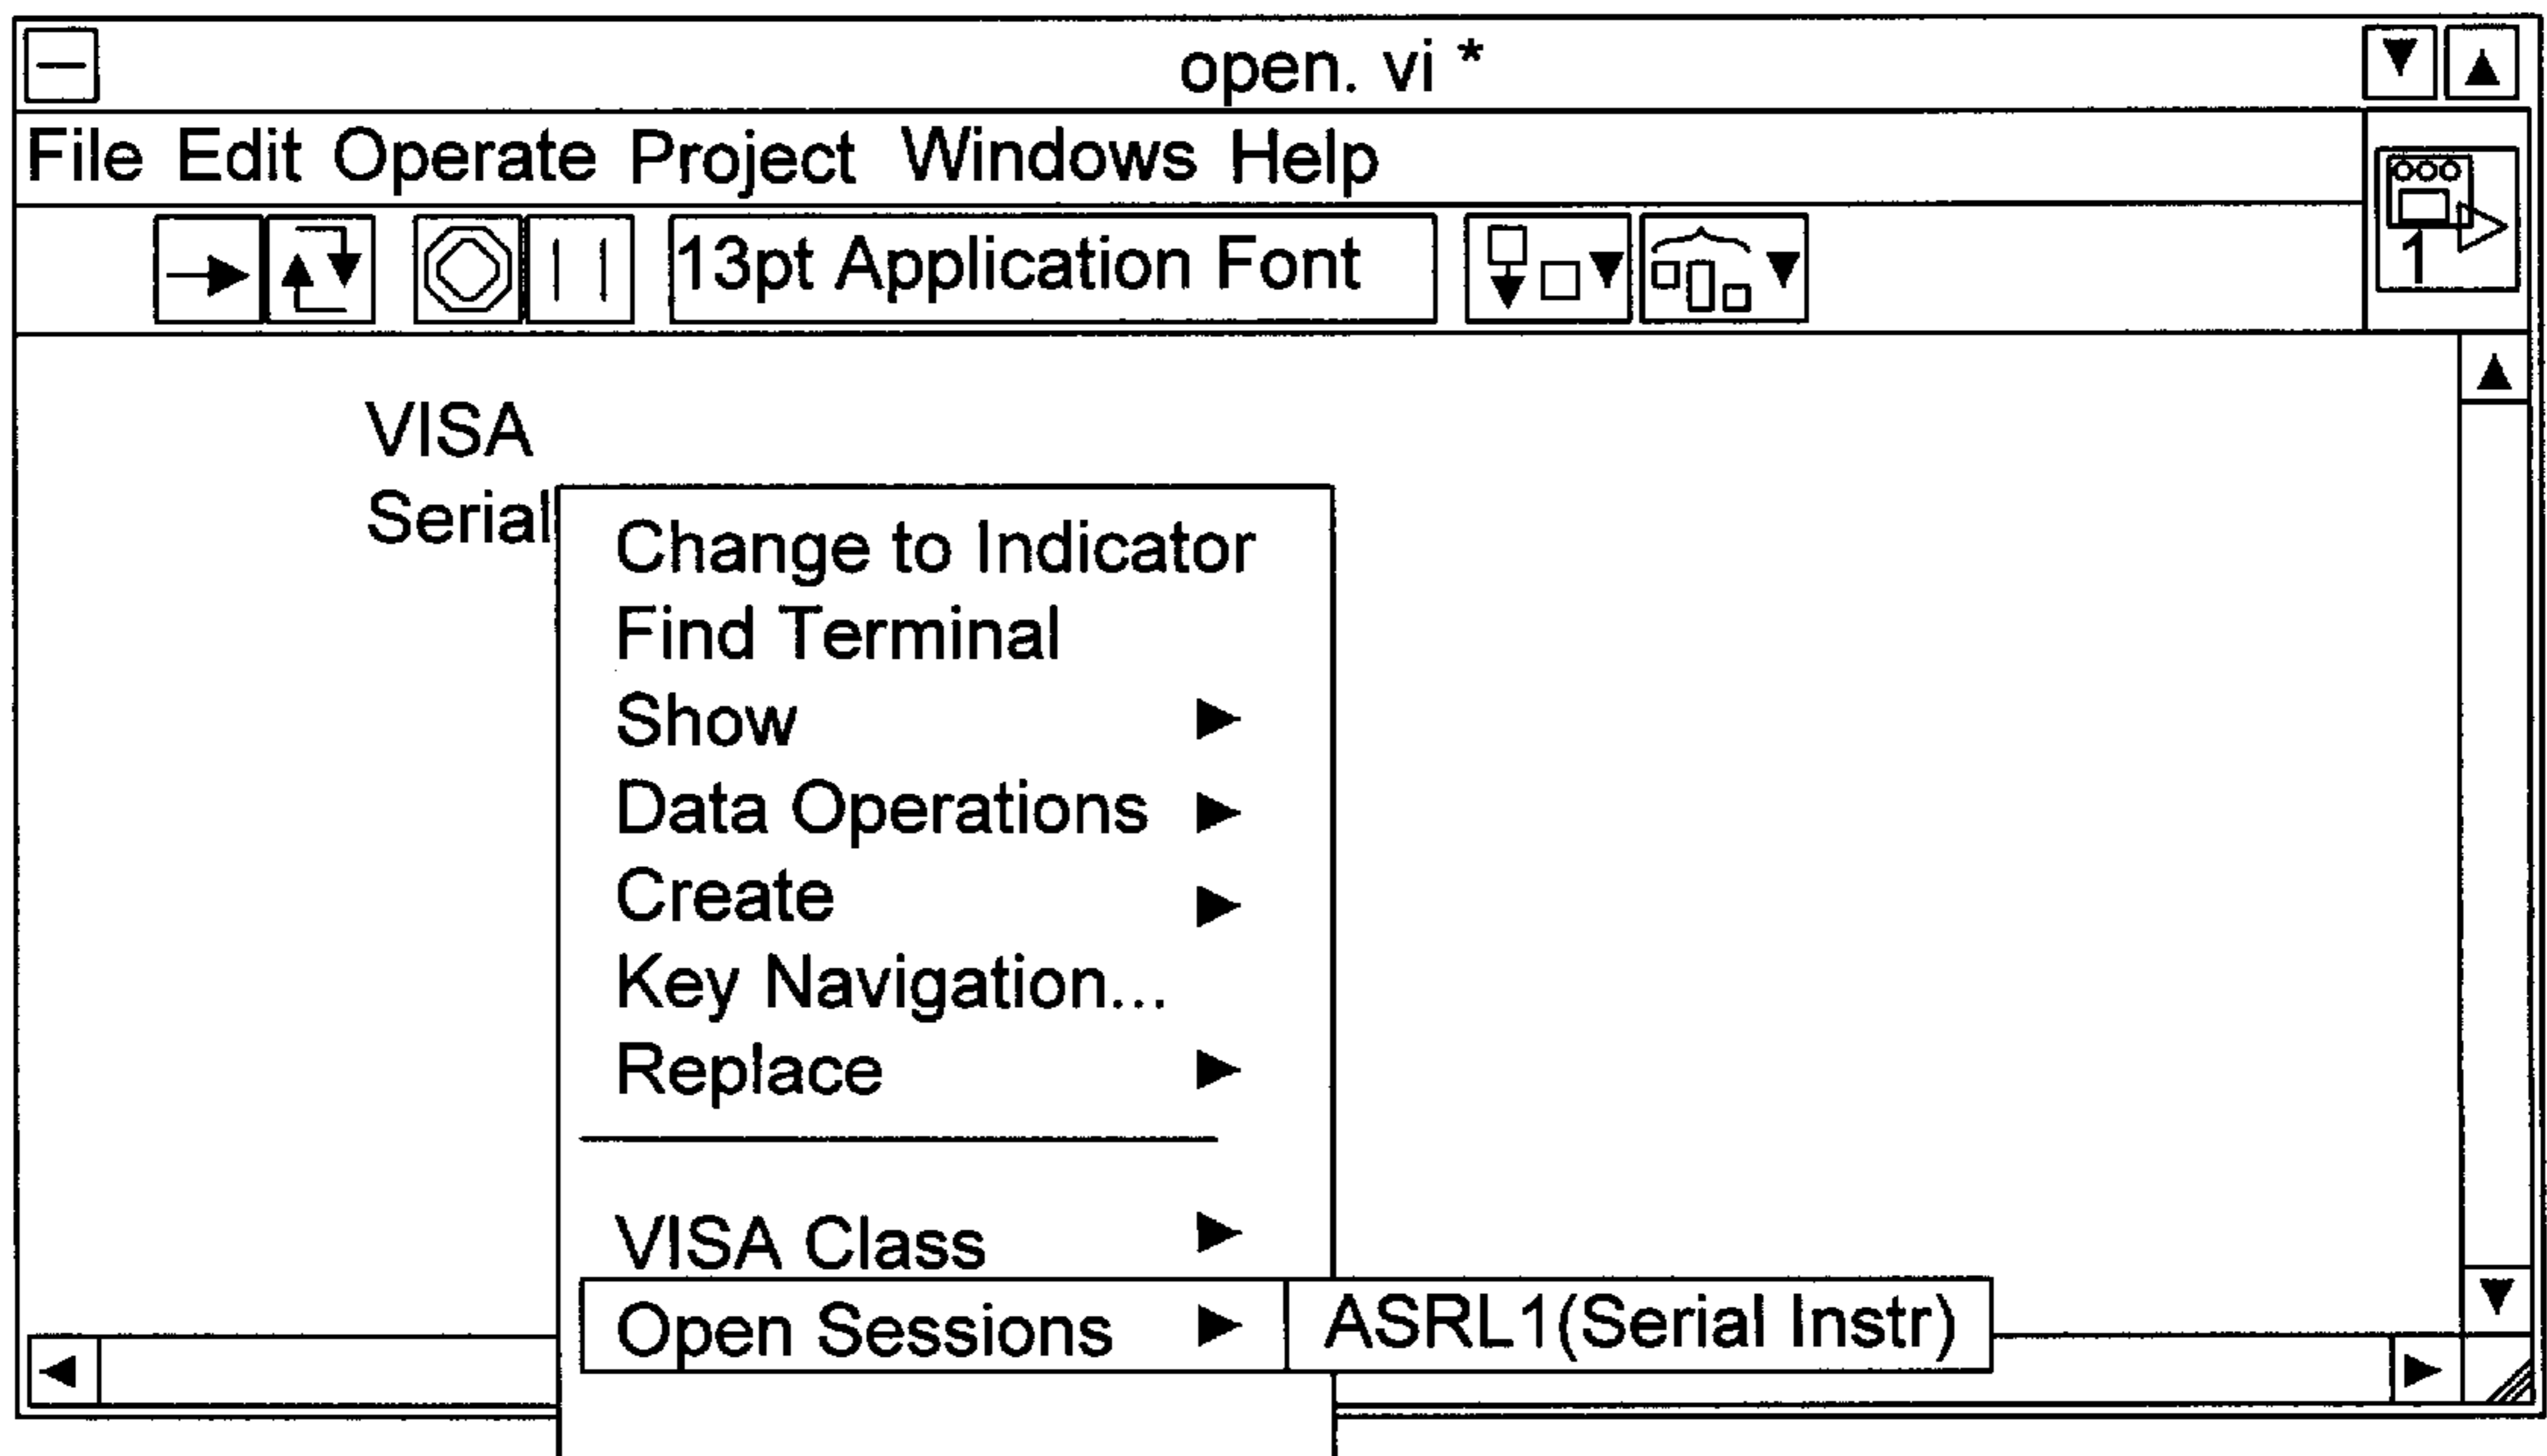 open. vi *
File Edit Operate Project Windows Help
13pt Application Font
1
VISA
Serial
Change to Indicator
Find Terminal
Show
Data Operations
Create
Key Navigation...
Replace
VISA Class
Open Sessions
ASRL1(Serial Instr)